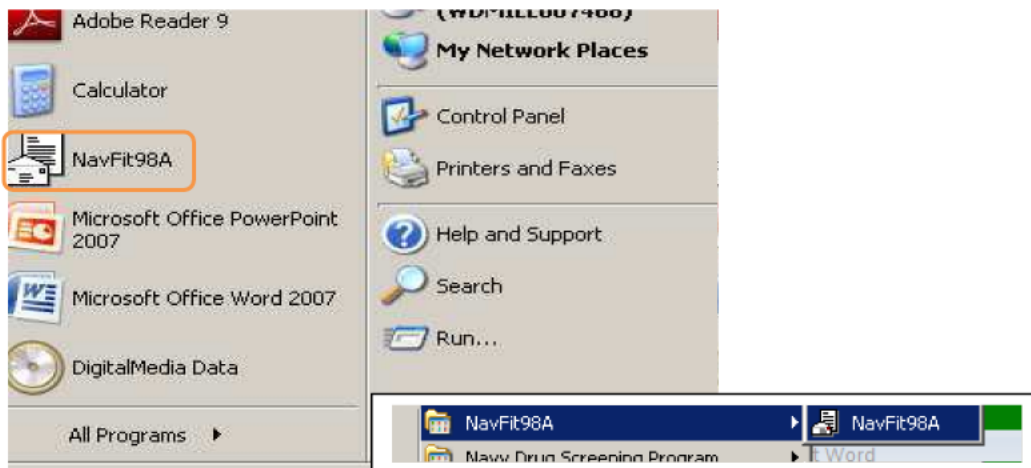 Adobe Reader 9
Calculator
NavFit98A
Microsoft Office PowerPoint
2007
Microsoft Office Word 2007
DigitalMedia Data
All Programs
My Network Places
Control Panel
Printers and Faxes
Help and Support
Search
Run...
NavFit98A
NavFit98A
Navy Drug Screening Program
t Word